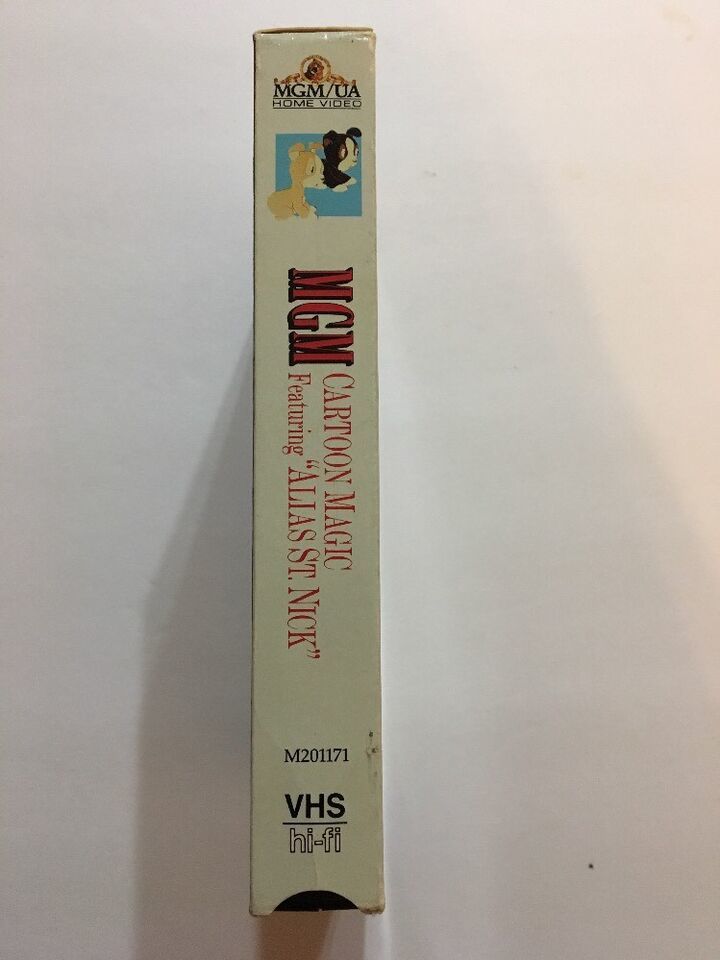 MGM/UA
HOME VIDEO
MGM
CARTOON MAGIC
Featuring "ALIAS ST. NICK"
M201171
VHS
hi-fi